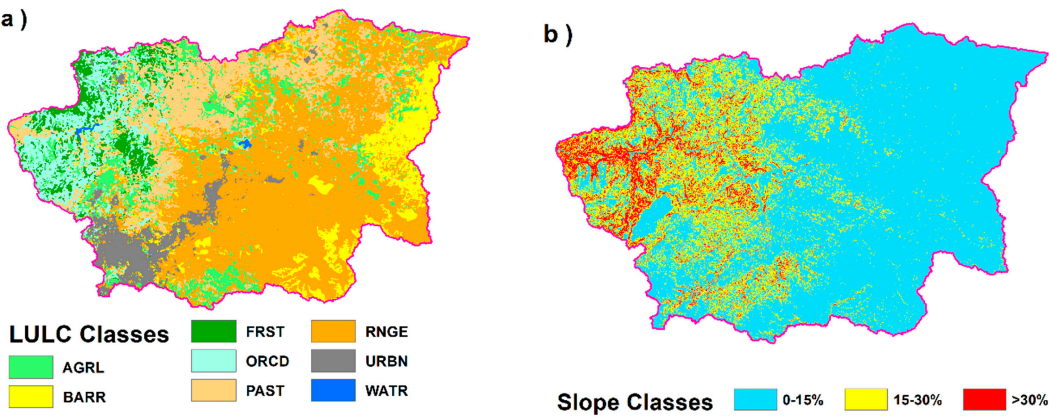 a )
b )
LULC Classes
AGRL
BARR
FRST
ORCD
PAST
RNGE
URBN
WATR
Slope Classes
0-15%
15-30%
>30%